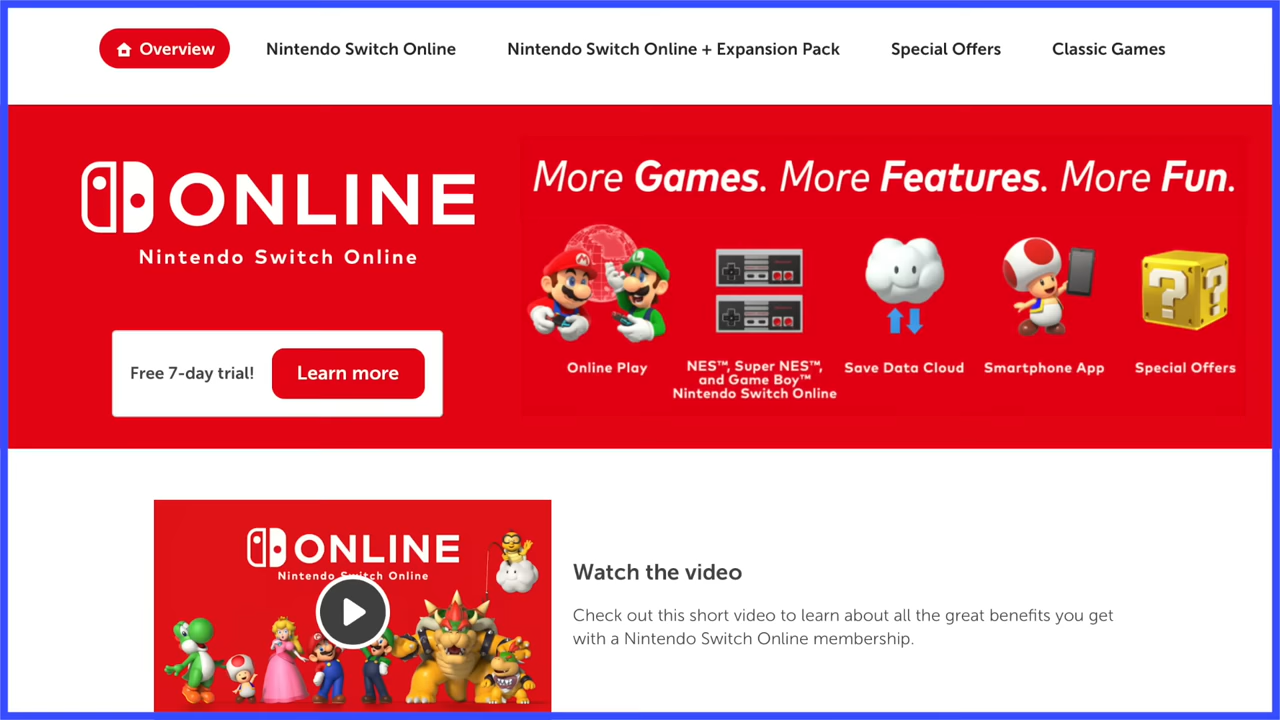 Overview
Nintendo Switch Online
Nintendo Switch Online + Expansion Pack
Special Offers
Classic Games
ONLINE
Nintendo Switch Online
More Games. More Features. More Fun.
Online Play
NES™, Super NES™,
and Game Boy™
Nintendo Switch Online
Save Data Cloud
Smartphone App
Special Offers
Free 7-day trial!
Learn more
ONLINE
Nintendo Switch Online
Watch the video
Check out this short video to learn about all the great benefits you get
with a Nintendo Switch Online membership.